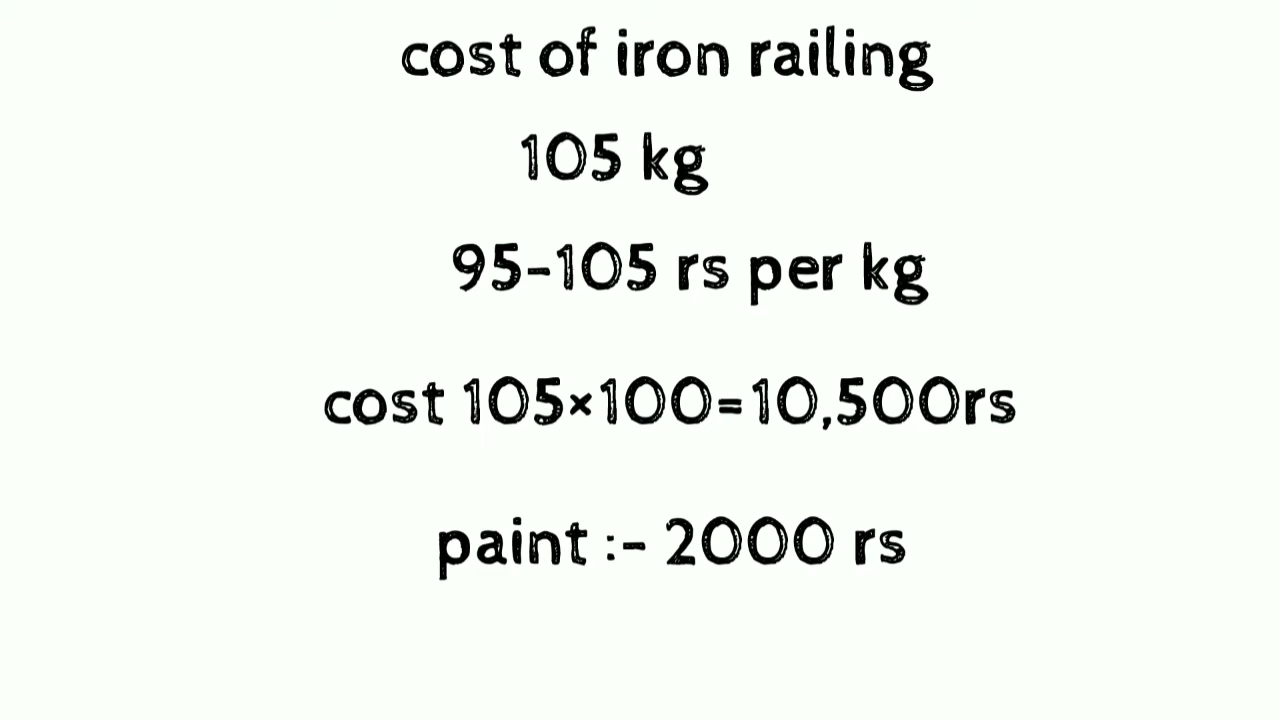 cost of iron railing
105 kg
95-105 rs per kg
cost 105×100=10,500rs
paint :- 2000 rs